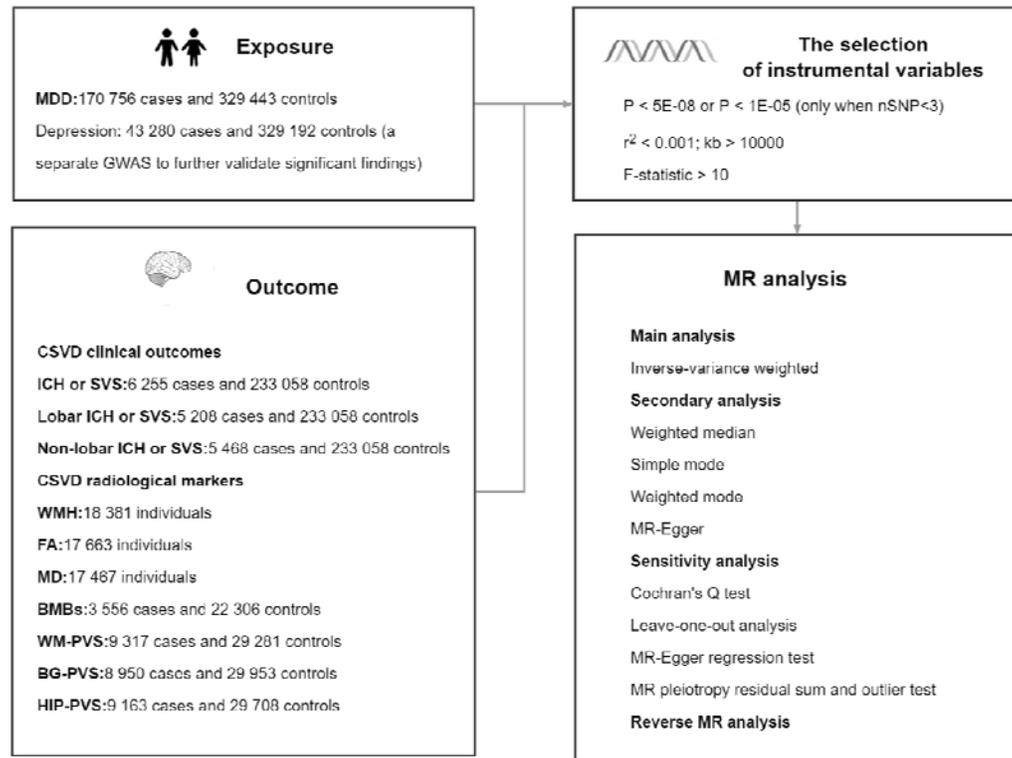 Exposure
MDD:170 756 cases and 329 443 controls
Depression: 43 280 cases and 329 192 controls (a
separate GWAS to further validate significant findings)
The selection
of instrumental variables
P < 5E-08 or P < 1E-05 (only when nSNP<3)
r² < 0.001; kb > 10000
F-statistic > 10
Outcome
CSVD clinical outcomes
ICH or SVS:6 255 cases and 233 058 controls
Lobar ICH or SVS:5 208 cases and 233 058 controls
Non-lobar ICH or SVS:5 468 cases and 233 058 controls
CSVD radiological markers
WMH:18 381 individuals
FA:17 663 individuals
MD:17 467 individuals
BMBs:3 556 cases and 22 306 controls
WM-PVS:9 317 cases and 29 281 controls
BG-PVS:8 950 cases and 29 953 controls
HIP-PVS:9 163 cases and 29 708 controls
MR analysis
Main analysis
Inverse-variance weighted
Secondary analysis
Weighted median
Simple mode
Weighted mode
MR-Egger
Sensitivity analysis
Cochran's Q test
Leave-one-out analysis
MR-Egger regression test
MR pleiotropy residual sum and outlier test
Reverse MR analysis